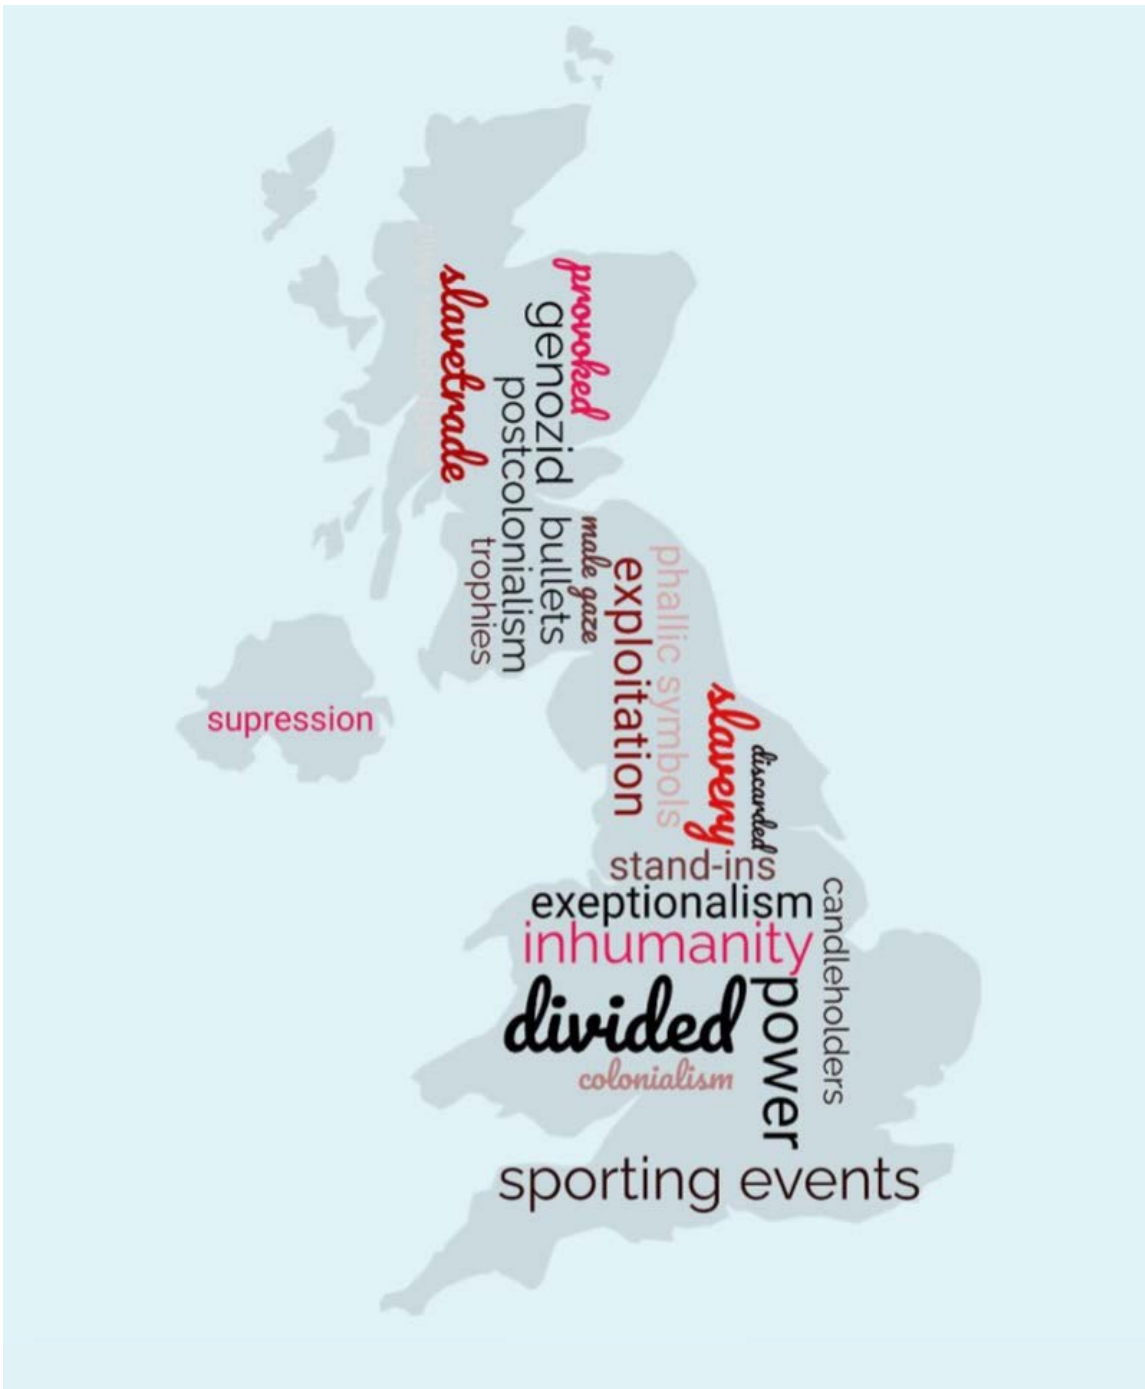 provoked
slavetrade
genozid
postcolonialism
bullets
male gaze
trophies
exploitation
phallic symbols
slavery
supression
discarded
stand-ins
exeptionalism
candleholders
inhumanity
divided
power
colonialism
sporting events